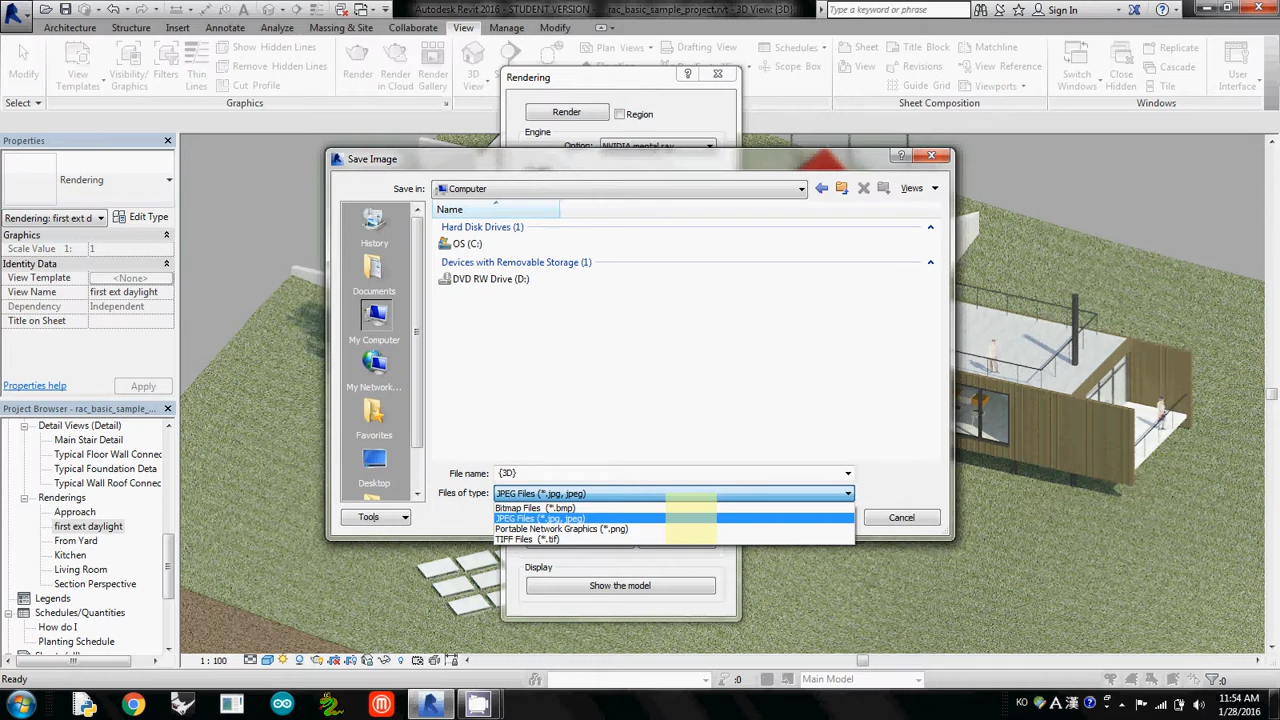 Autodesk Revit 2016 - STUDENT VERSION - rac_basic_sample_project.rvt - 3D View: {3D}
Type a keyword or phrase
Sign In
Architecture Structure Insert Annotate Analyze Massing & Site Collaborate View Manage Modify
Modify
View Templates
Visibility/ Graphics
Filters
Thin Lines
Show Hidden Lines
Remove Hidden Lines
Cut Profile
Render
Render in Cloud
Render Gallery
3D View
Plan Views
Drafting View
Schedules
Scope Box
Sheet
View
Title Block
Revisions
Guide Grid
Matchline
Viewports
Switch Windows
Close Hidden
Replicate
Cascade
Tile
User Interface
Select
Graphics
Sheet Composition
Windows
Rendering
Render
Region
Engine
Option: NVIDIA mental ray
Properties
Rendering
Rendering: first ext d
Edit Type
Graphics
Scale Value 1: 1
Identity Data
View Template <None>
View Name first ext daylight
Dependency Independent
Title on Sheet
Properties help
Apply
Project Browser - rac_basic_sample_...
Detail Views (Detail)
Main Stair Detail
Typical Floor Wall Connec
Typical Foundation Deta
Typical Wall Roof Connec
Renderings
Approach
first ext daylight
From Yard
Kitchen
Living Room
Section Perspective
Legends
Schedules/Quantities
How do I
Planting Schedule
Save Image
Save in: Computer
Views
Name
Hard Disk Drives (1)
OS (C:)
Devices with Removable Storage (1)
DVD RW Drive (D:)
History
Documents
My Computer
My Network...
Favorites
Desktop
File name: {3D}
Files of type: JPEG Files (*.jpg, jpeg)
Bitmap Files (*.bmp)
JPEG Files (*.jpg, jpeg)
Portable Network Graphics (*.png)
TIFF Files (*.tif)
Tools
Cancel
Display
Show the model
1 : 100
Ready
:0
Main Model
:0
KO
11:54 AM
1/28/2016